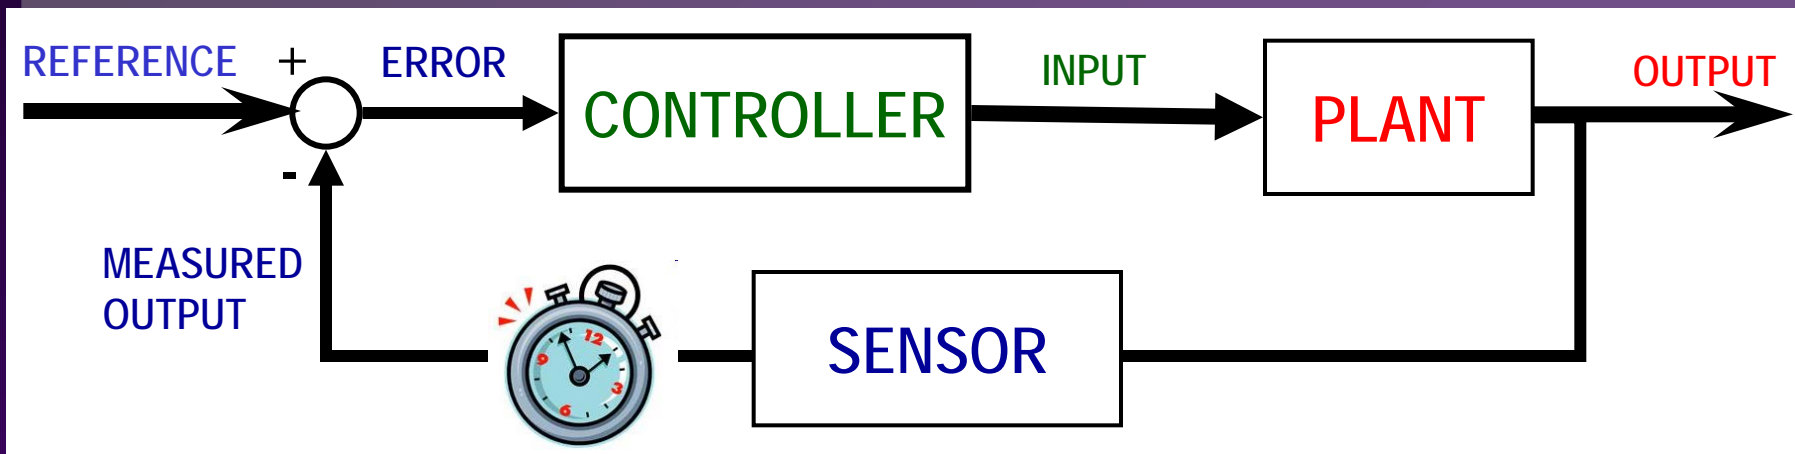 REFERENCE
+
ERROR
CONTROLLER
INPUT
PLANT
OUTPUT
-
MEASURED
OUTPUT
12
9
3
6
SENSOR